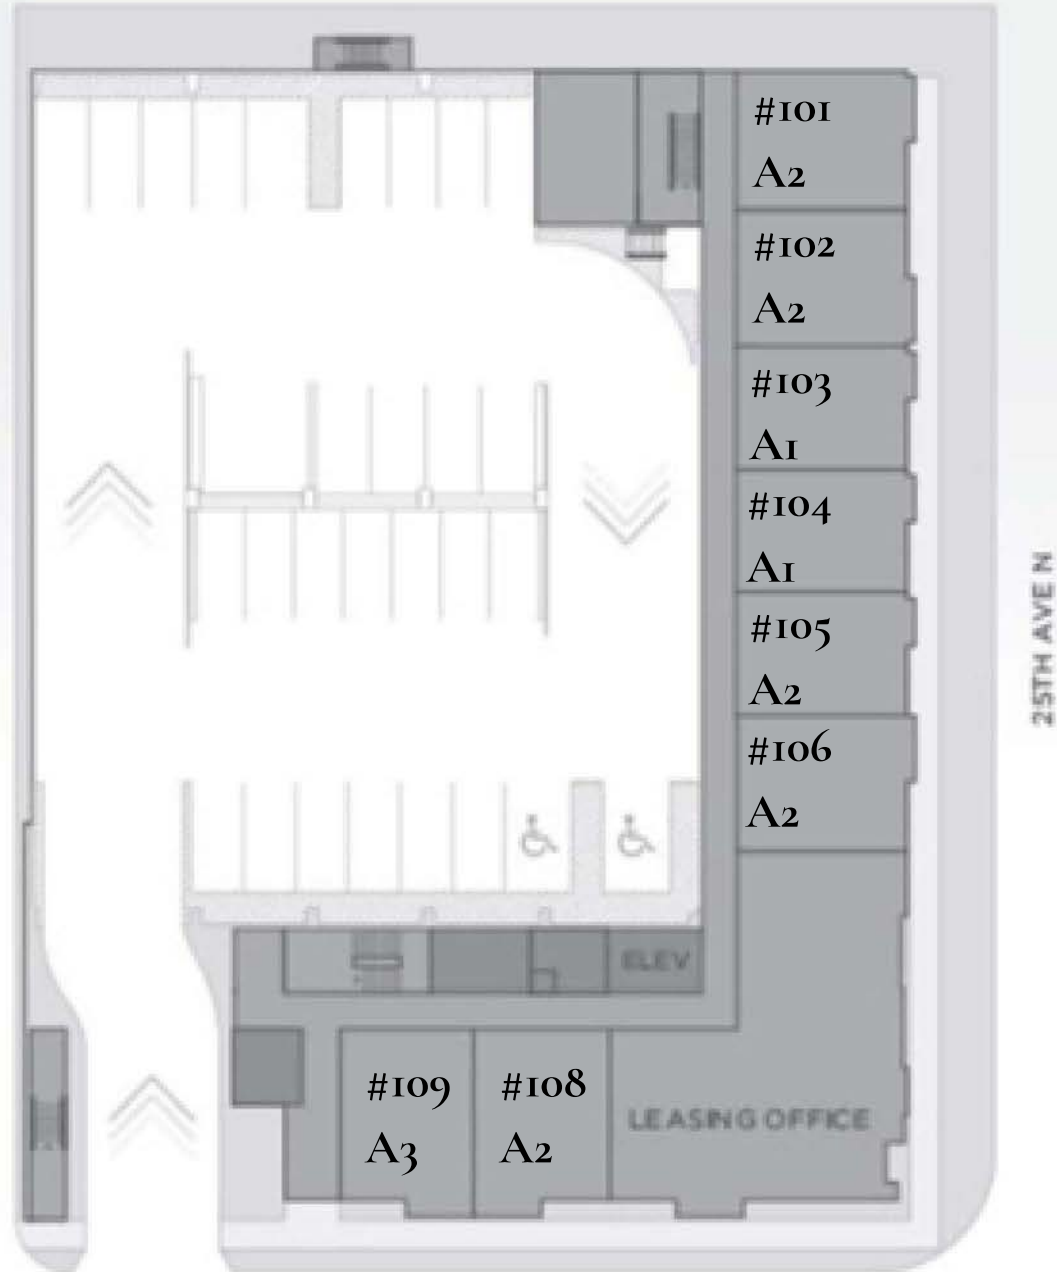 #101
A2
#102
A2
#103
A1
#104
A1
#105
A2
#106
A2
25TH AVE N
ELEV
#109
A3
#108
A2
LEASING OFFICE